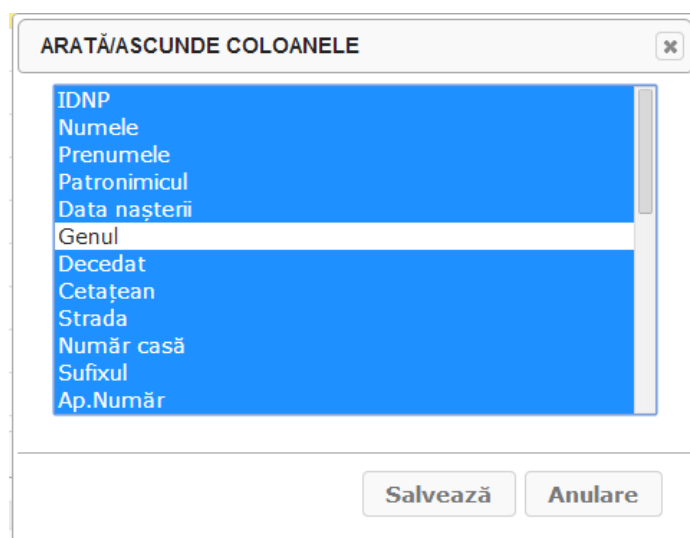 ARATĂ/ASCUNDE COLOANELE
IDNP
Numele
Prenumele
Patronimicul
Data nașterii
Genul
Decedat
Cetațean
Strada
Număr casă
Sufixul
Ap.Număr
Salvează Anulare